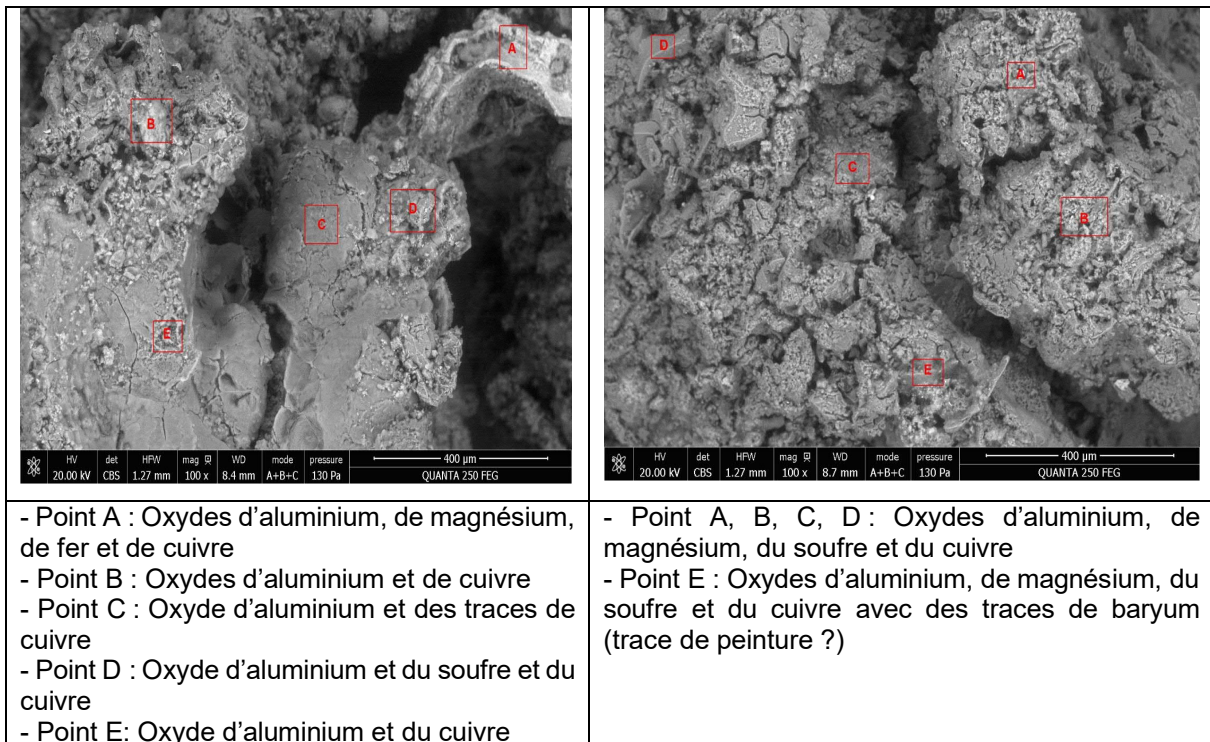 A
B
C
D
E
HV det HFW mag WD mode pressure 400 µm
20.00 kV CBS 1.27 mm 100 x 8.4 mm A+B+C 130 Pa QUANTA 250 FEG
D
A
C
B
E
HV det HFW mag WD mode pressure 400 µm
20.00 kV CBS 1.27 mm 100 x 8.7 mm A+B+C 130 Pa QUANTA 250 FEG
- Point A : Oxydes d’aluminium, de magnésium,
de fer et de cuivre
- Point B : Oxydes d’aluminium et de cuivre
- Point C : Oxyde d’aluminium et des traces de
cuivre
- Point D : Oxyde d’aluminium et du soufre et du
cuivre
- Point E: Oxyde d’aluminium et du cuivre
- Point A, B, C, D : Oxydes d’aluminium, de
magnésium, du soufre et du cuivre
- Point E : Oxydes d’aluminium, de magnésium, du
soufre et du cuivre avec des traces de baryum
(trace de peinture ?)